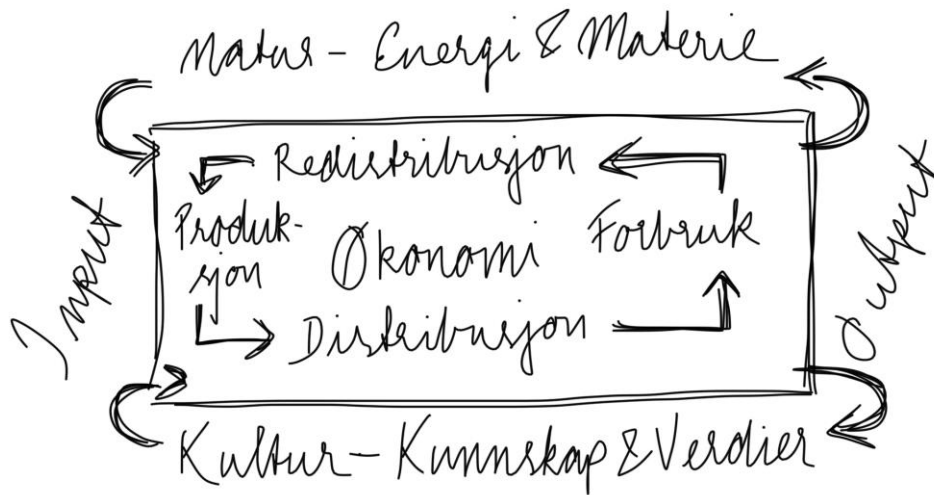 Natur - Energi & Materie
Redistribusjon
Produk-
sjon
Økonomi
Forbruk
Distribusjon
Input
Output
Kultur - Kunnskap & Verdier